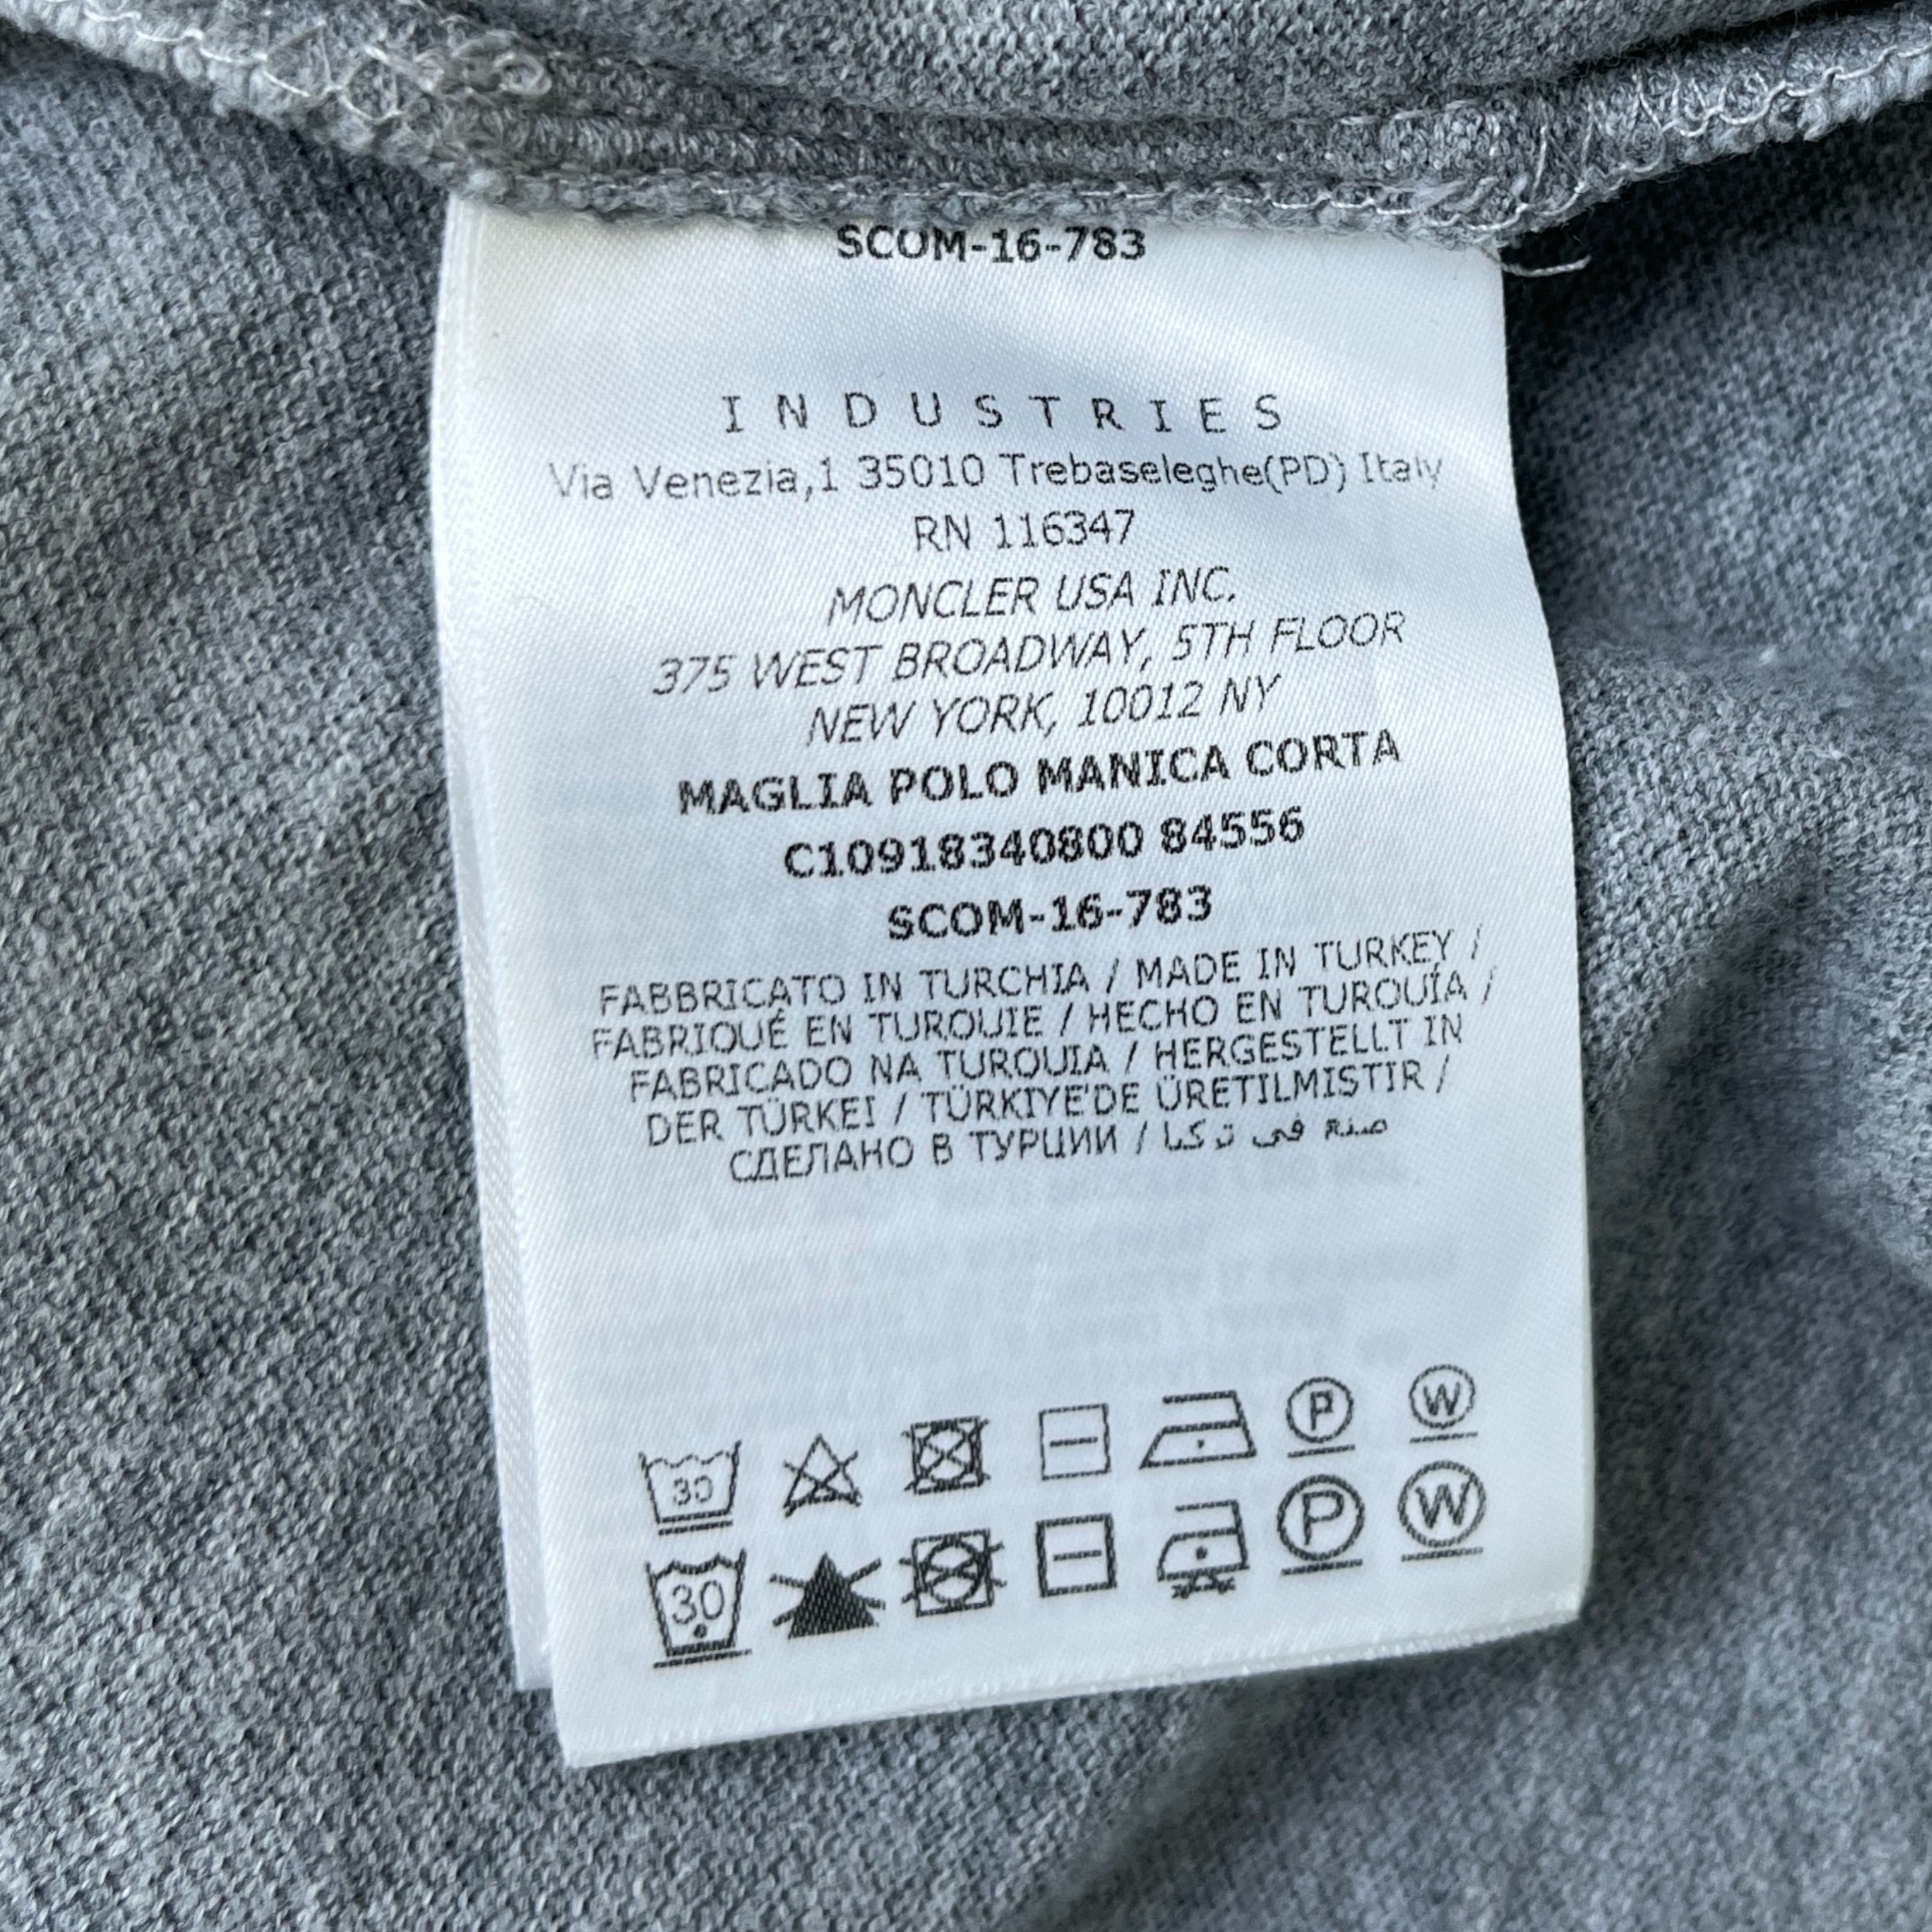 SCOM-16-783
INDUSTRIES
Via Venezia,1 35010 Trebaseleghe(PD) Italy
RN 116347
MONCLER USA INC.
375 WEST BROADWAY, 5TH FLOOR
NEW YORK, 10012 NY
MAGLIA POLO MANICA CORTA
C10918340800 84556
SCOM-16-783
FABBRICATO IN TURCHIA / MADE IN TURKEY /
FABRIQUÉ EN TURQUIE / HECHO EN TURQUÍA /
FABRICADO NA TURQUIA / HERGESTELLT IN
DER TÜRKEI / TÜRKIYE'DE ÜRETILMISTIR /
СДЕЛАНО В ТУРЦИИ / صنع في تركيا
30 P W
30 P W